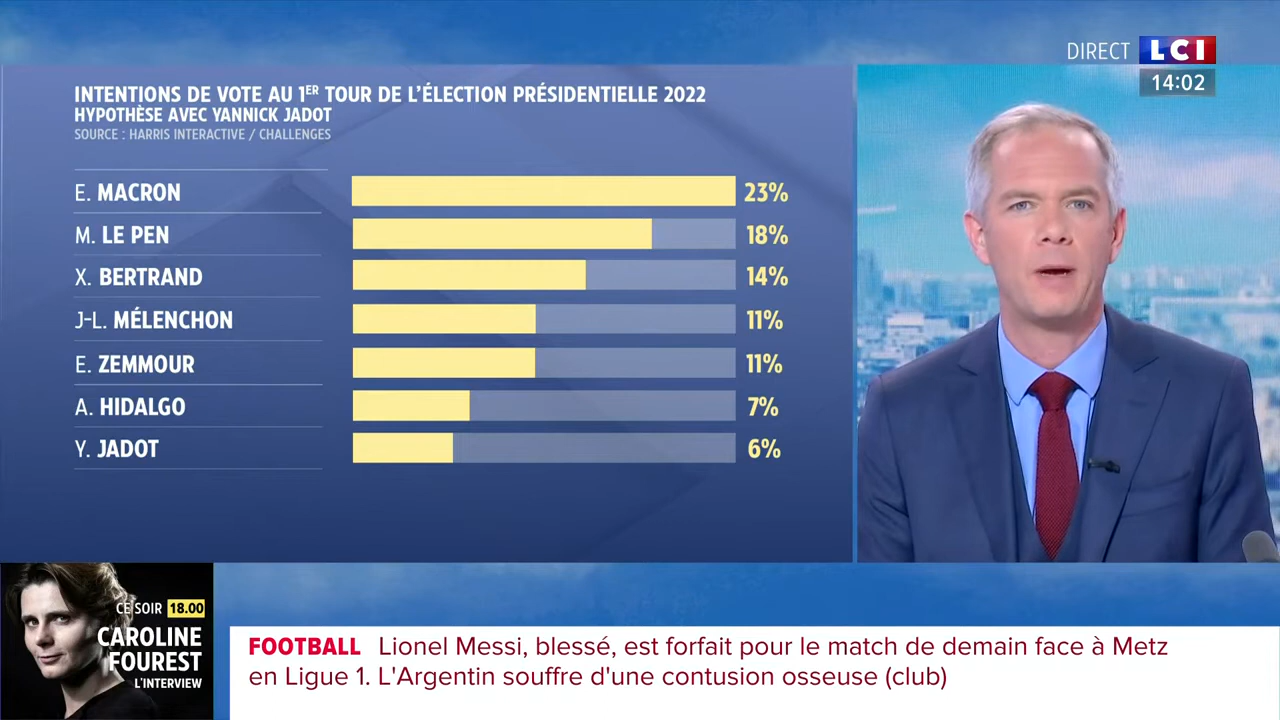 DIRECT LCI
14:02
INTENTIONS DE VOTE AU 1ER TOUR DE L'ÉLECTION PRÉSIDENTIELLE 2022
HYPOTHÈSE AVEC YANNICK JADOT
SOURCE : HARRIS INTERACTIVE / CHALLENGES
E. MACRON 23%
M. LE PEN 18%
X. BERTRAND 14%
J-L. MÉLENCHON 11%
E. ZEMMOUR 11%
A. HIDALGO 7%
Y. JADOT 6%
CE SOIR 18.00
CAROLINE
FOUREST
L'INTERVIEW
FOOTBALL Lionel Messi, blessé, est forfait pour le match de demain face à Metz
en Ligue 1. L'Argentin souffre d'une contusion osseuse (club)